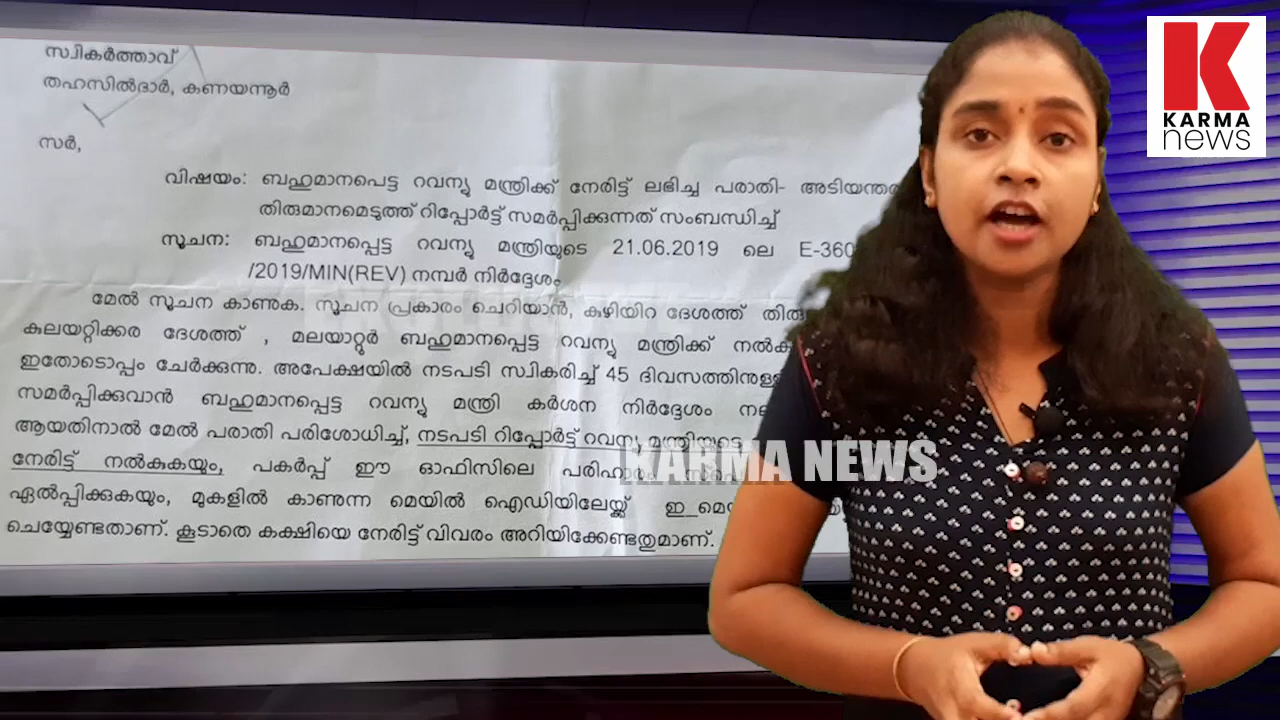 സ്വീകർത്താവ്
തഹസിൽദാർ, കണയന്നൂർ
സർ,
വിഷയം: ബഹുമാനപെട്ട റവന്യൂ മന്ത്രിക്ക് നേരിട്ട് ലഭിച്ച പരാതി- അടിയന്തര
തിരുമാനമെടുത്ത് റിപ്പോർട്ട് സമർപ്പിക്കുന്നത് സംബന്ധിച്ച്
സൂചന: ബഹുമാനപ്പെട്ട റവന്യൂ മന്ത്രിയുടെ 21.06.2019 ലെ E-360
/2019/MIN(REV) നമ്പർ നിർദ്ദേശം
മേൽ സൂചന കാണുക. സൂചന പ്രകാരം ചെറിയാൻ, കുഴിയിറ ദേശത്ത്
കുലയറ്റിക്കര ദേശത്ത് , മലയാറ്റൂർ ബഹുമാനപ്പെട്ട റവന്യൂ മന്ത്രിക്ക്
ഇതോടൊപ്പം ചേർക്കുന്നു. അപേക്ഷയിൽ നടപടി സ്വീകരിച്ച് 45
സമർപ്പിക്കുവാൻ ബഹുമാനപ്പെട്ട റവന്യൂ മന്ത്രി കർശന നിർദ്ദേശം
ആയതിനാൽ മേൽ പരാതി പരിശോധിച്ച്, നടപടി റിപ്പോർട്ട് റവന്യൂ മന്ത്രിയുടെ
നേരിട്ട് നൽകുകയും, പകർപ്പ് ഈ ഓഫിസിലെ പരിഹാരം
ഏൽപ്പിക്കുകയും, മുകളിൽ കാണുന്ന മെയിൽ ഐഡിയിലേയ്ക്ക്
ചെയ്യേണ്ടതാണ്. കൂടാതെ കക്ഷിയെ നേരിട്ട് വിവരം അറിയിക്കേണ്ടതുമാണ്.
KARMA NEWS
K
KARMA
news